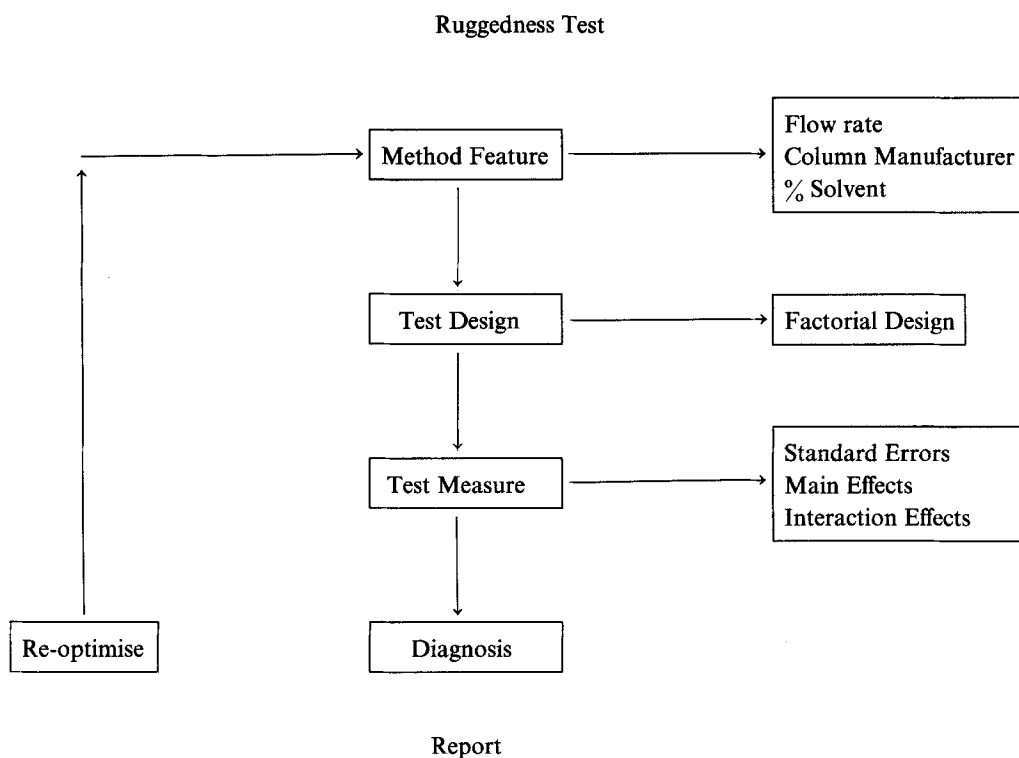 Ruggedness Test
Method Feature
Flow rate
Column Manufacturer
% Solvent
Test Design
Factorial Design
Test Measure
Standard Errors
Main Effects
Interaction Effects
Re-optimise
Diagnosis
Report